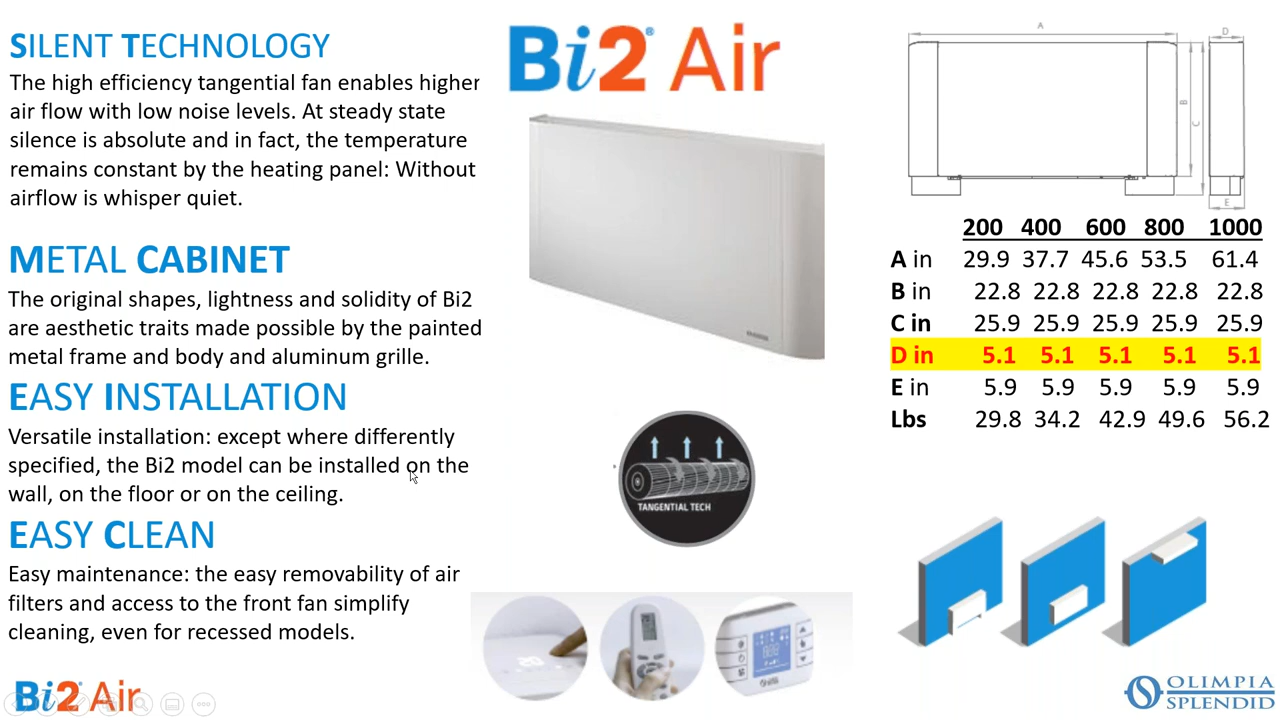 SILENT TECHNOLOGY
The high efficiency tangential fan enables higher
air flow with low noise levels. At steady state
silence is absolute and in fact, the temperature
remains constant by the heating panel: Without
airflow is whisper quiet.
METAL CABINET
The original shapes, lightness and solidity of Bi2
are aesthetic traits made possible by the painted
metal frame and body and aluminum grille.
EASY INSTALLATION
Versatile installation: except where differently
specified, the Bi2 model can be installed on the
wall, on the floor or on the ceiling.
EASY CLEAN
Easy maintenance: the easy removability of air
filters and access to the front fan simplify
cleaning, even for recessed models.
Bi2 Air
Bi2® Air
TANGENTIAL TECH
A
D
B
C
E
200 400 600 800 1000
A in 29.9 37.7 45.6 53.5 61.4
B in 22.8 22.8 22.8 22.8 22.8
C in 25.9 25.9 25.9 25.9 25.9
D in 5.1 5.1 5.1 5.1 5.1
E in 5.9 5.9 5.9 5.9 5.9
Lbs 29.8 34.2 42.9 49.6 56.2
OLIMPIA
SPLENDID